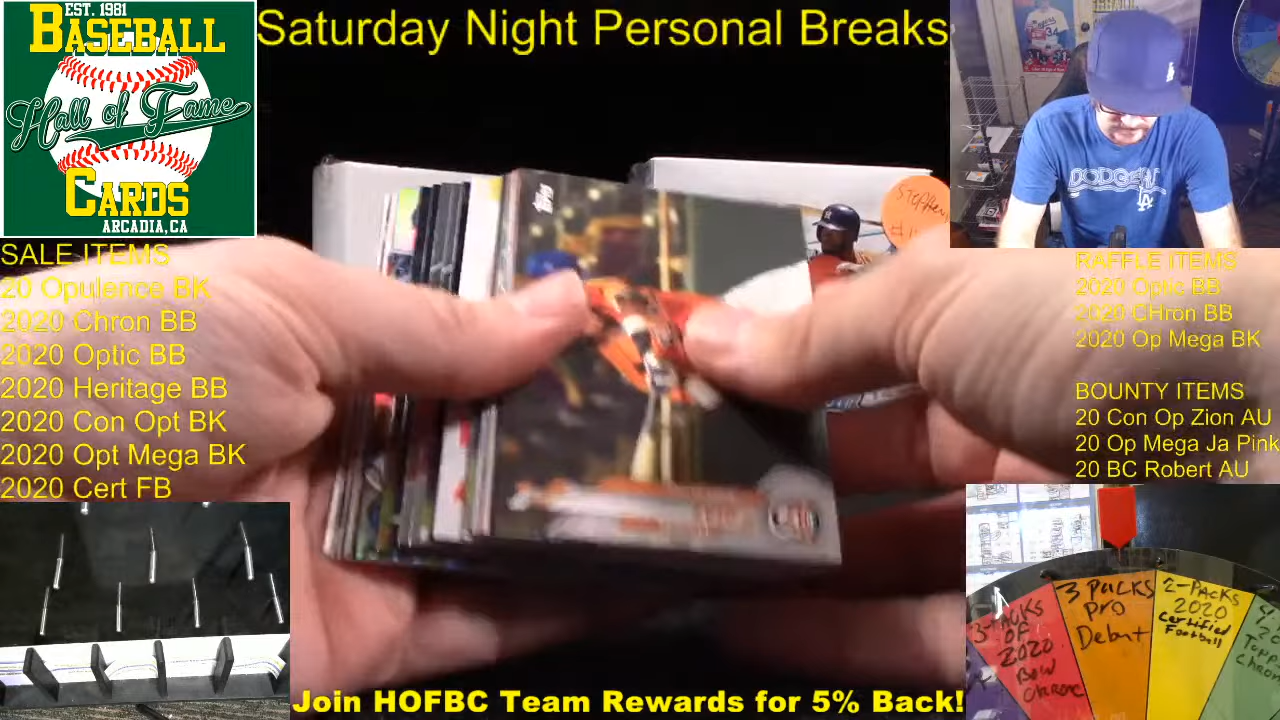 EST. 1981
BASEBALL
Hall of Fame
CARDS
ARCADIA, CA
Saturday Night Personal Breaks
SALE ITEMS
20 Opulence BK
2020 Chron BB
2020 Optic BB
2020 Heritage BB
2020 Con Opt BK
2020 Opt Mega BK
2020 Cert FB
topps
DODGERS
LA
34
RAFFLE ITEMS
2020 Optic BB
2020 CHron BB
2020 Op Mega BK
BOUNTY ITEMS
20 Con Op Zion AU
20 Op Mega Ja Pink
20 BC Robert AU
3-PACKS
OF
2020
BOW
CHROME
3 PACKS
PRO
Debut
2-PACKS
2020
Certified
Football
Join HOFBC Team Rewards for 5% Back!